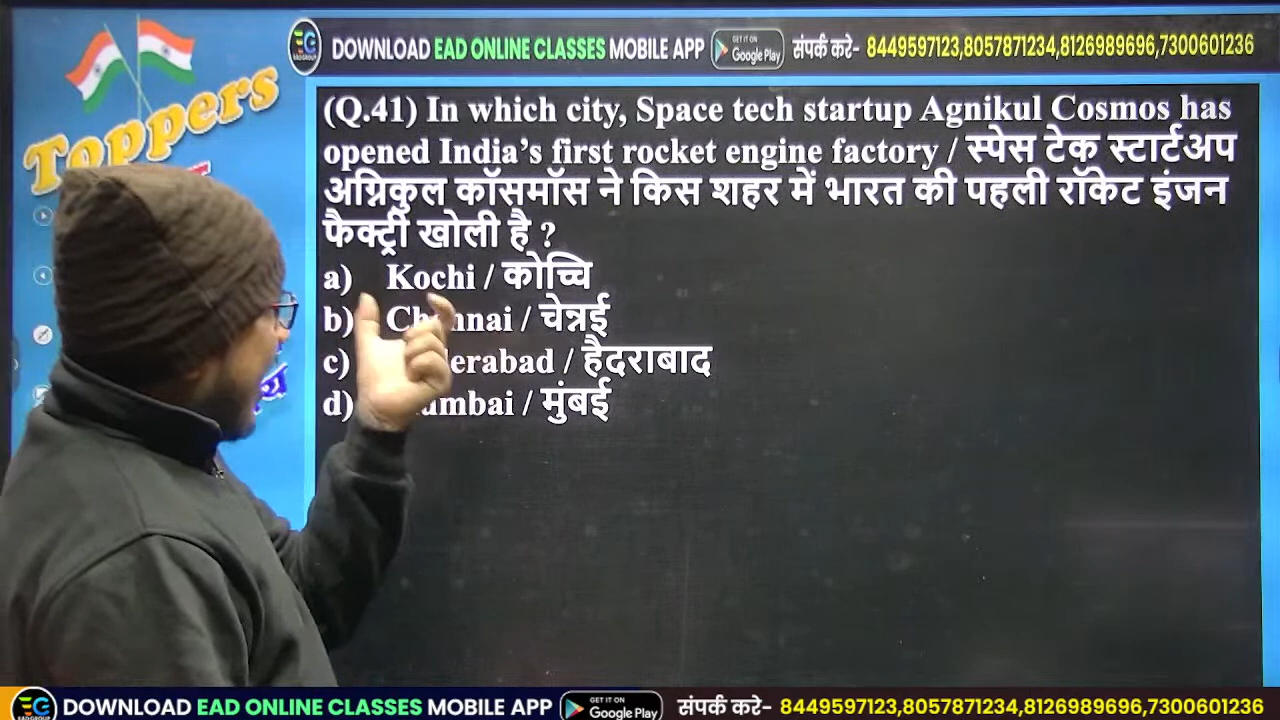 Toppers
DOWNLOAD EAD ONLINE CLASSES MOBILE APP GET IT ON Google Play संपर्क करे- 8449597123,8057871234,8126989696,7300601236
(Q.41) In which city, Space tech startup Agnikul Cosmos has
opened India’s first rocket engine factory / स्पेस टेक स्टार्टअप
अग्निकुल कॉसमॉस ने किस शहर में भारत की पहली रॉकेट इंजन
फैक्ट्री खोली है ?
a) Kochi / कोच्चि
b) / चेन्नई
c) / हैदराबाद
d) / मुंबई
DOWNLOAD EAD ONLINE CLASSES MOBILE APP GET IT ON Google Play संपर्क करे- 8449597123,8057871234,8126989696,7300601236